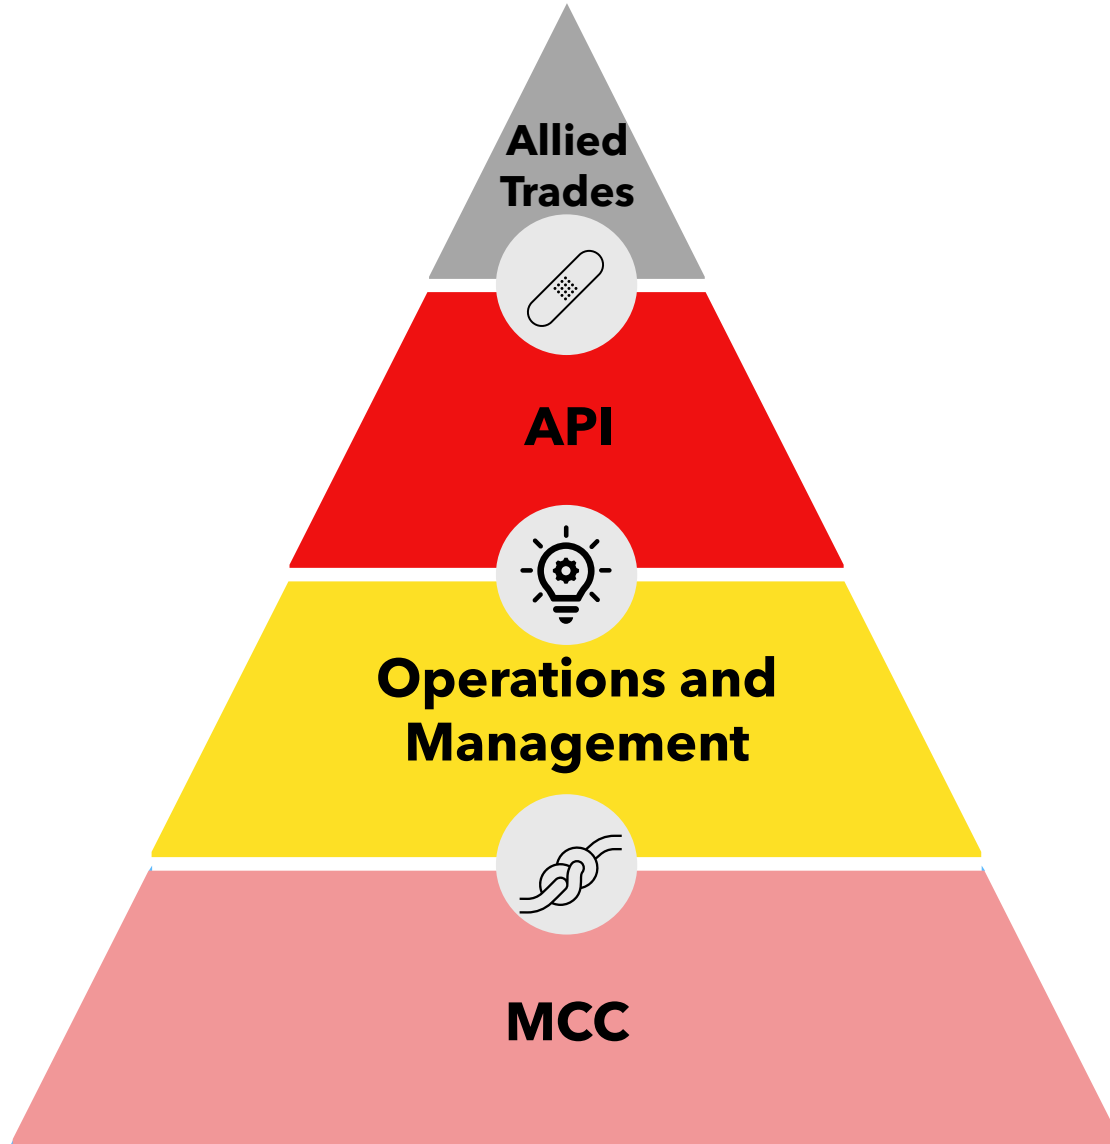 Allied
Trades
API
Operations and
Management
MCC